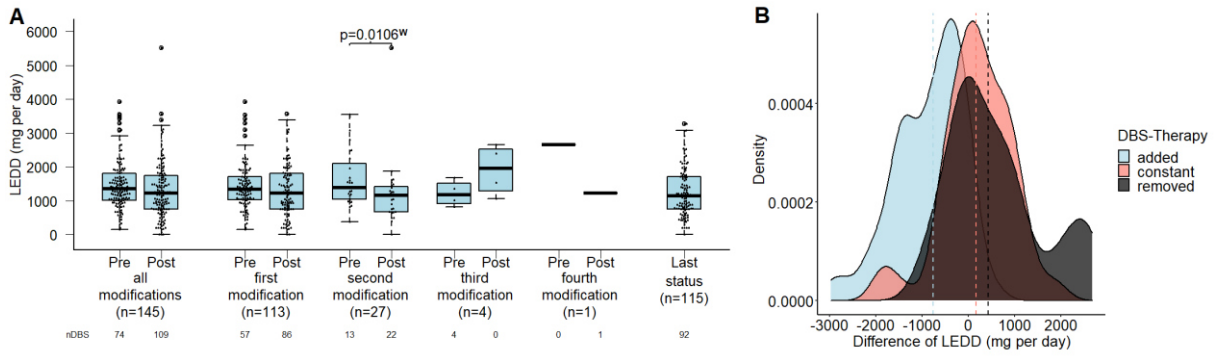 A
LEDD (mg per day)
6000
5000
4000
3000
2000
1000
0
p=0.0106ᵂ
Pre Post Pre Post Pre Post Pre Post Pre Post Last
all first second third fourth status
modifications modification modification modification modification (n=115)
(n=145) (n=113) (n=27) (n=4) (n=1)
nDBS 74 109 57 86 13 22 4 0 0 1 92
B
Density
0.0004
0.0002
0.0000
-3000 -2000 -1000 0 1000 2000
Difference of LEDD (mg per day)
DBS-Therapy
added
constant
removed